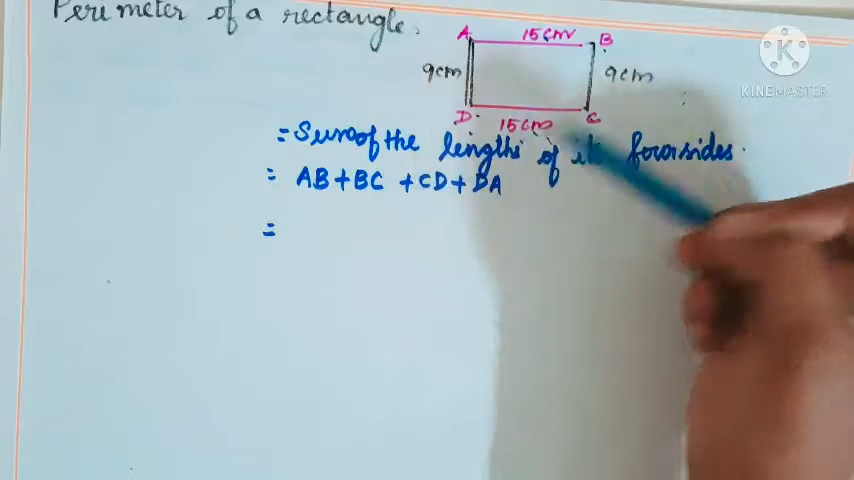 Perimeter of a rectangle.
A 15cm B
9cm 9cm
D 15cm C
= Sum of the lengths of its four sides.
= AB + BC + CD + DA
=
K
KINEMASTER